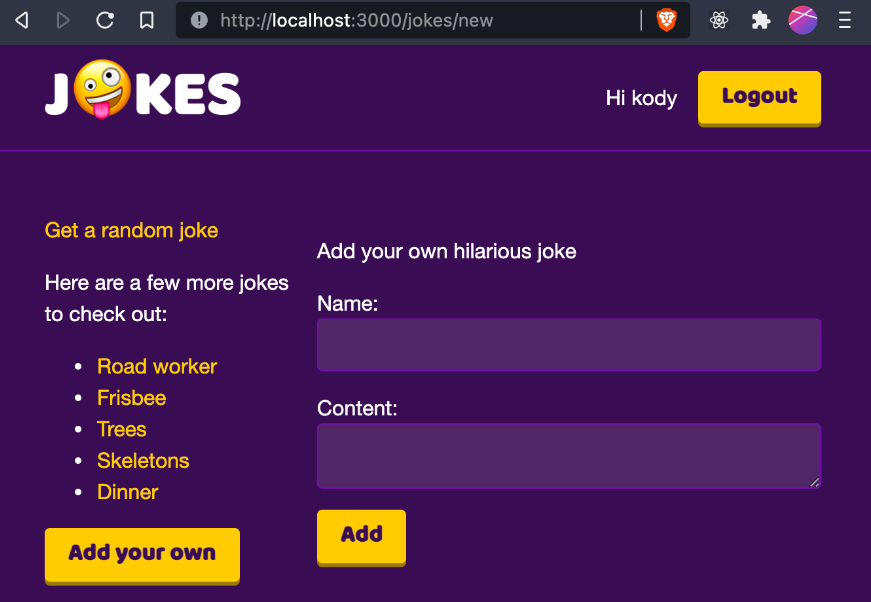 http://localhost:3000/jokes/new
J🤪KES
Hi kody
Logout
Get a random joke
Here are a few more jokes
to check out:
Road worker
Frisbee
Trees
Skeletons
Dinner
Add your own
Add your own hilarious joke
Name:
Content:
Add